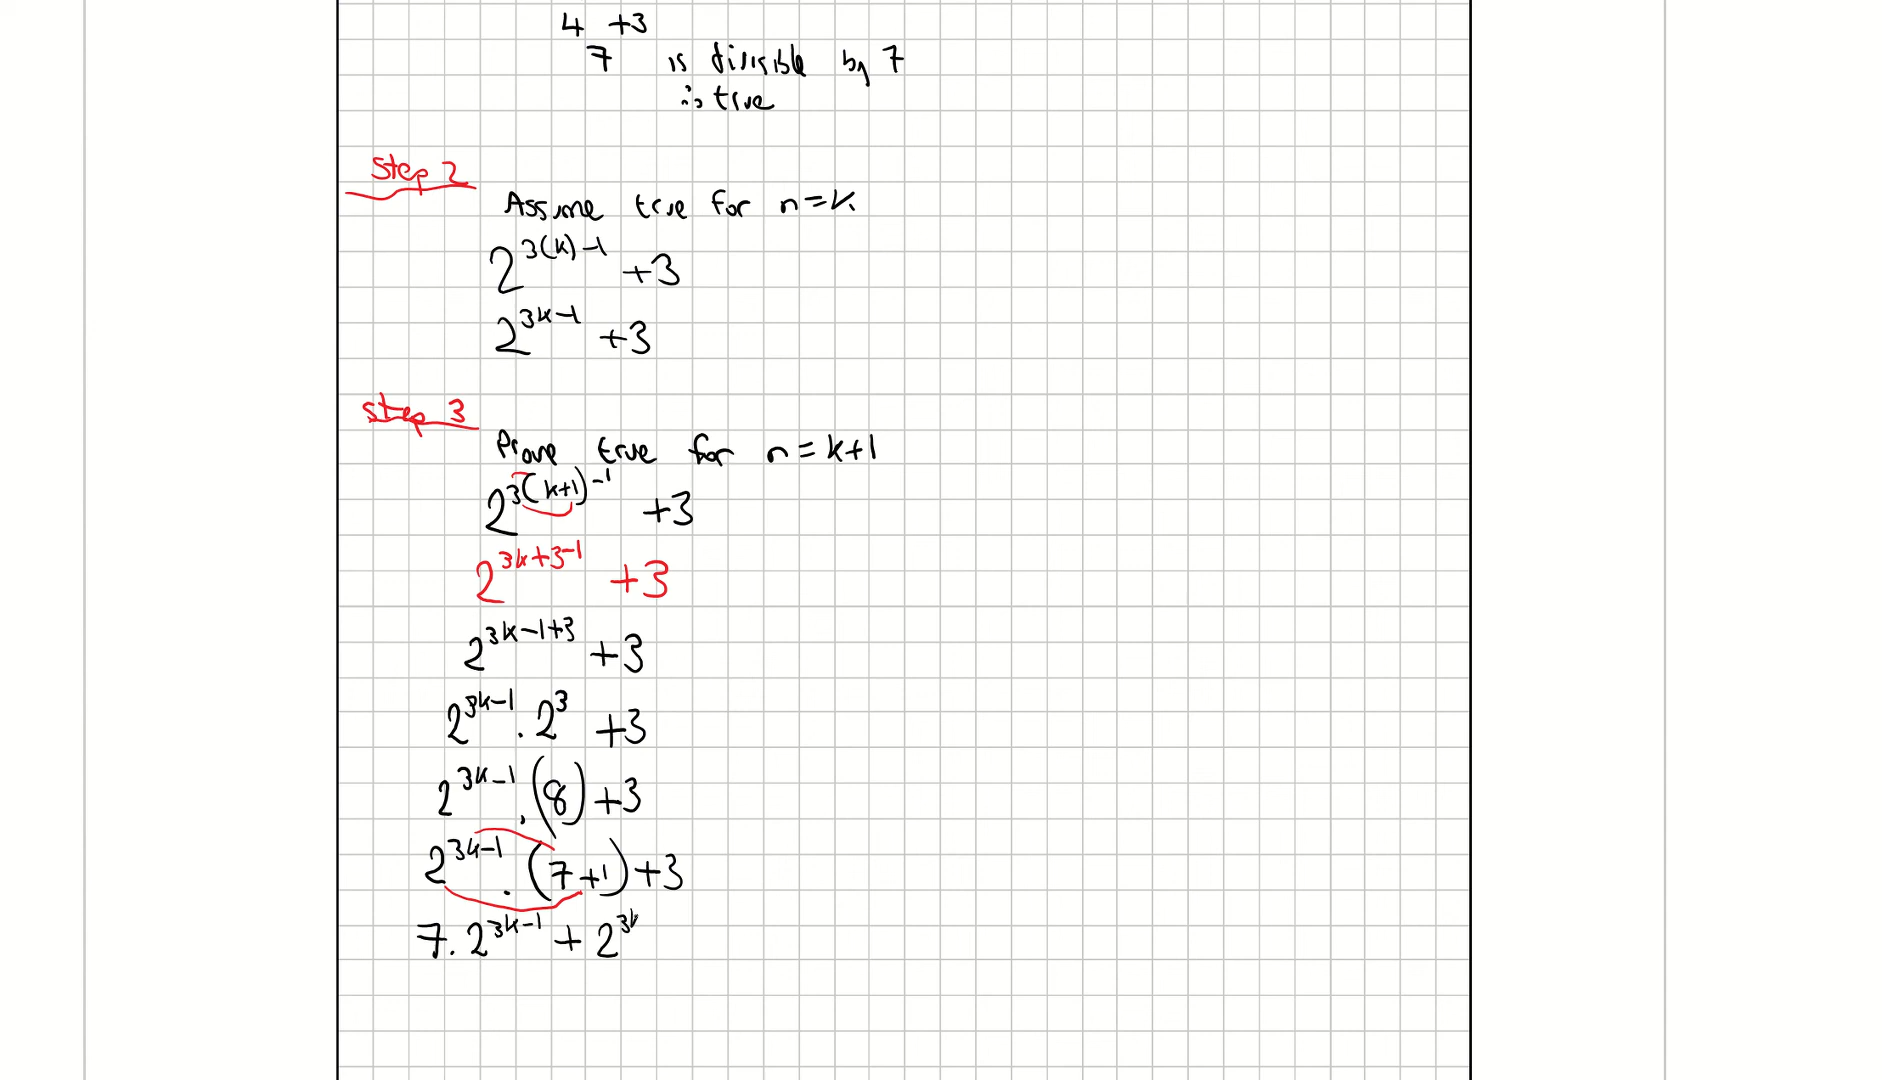 4 +3
7 is divisible by 7
∴ true
Step 2
Assume true for n=k
2^{3(k)-1} +3
2^{3k-1} +3
Step 3
Prove true for n=k+1
2^{3(k+1)-1} +3
2^{3k+3-1} +3
2^{3k-1+3} +3
2^{3k-1} . 2^3 +3
2^{3k-1} . (8) +3
2^{3k-1} . (7+1) +3
7. 2^{3k-1} + 2^{3k}